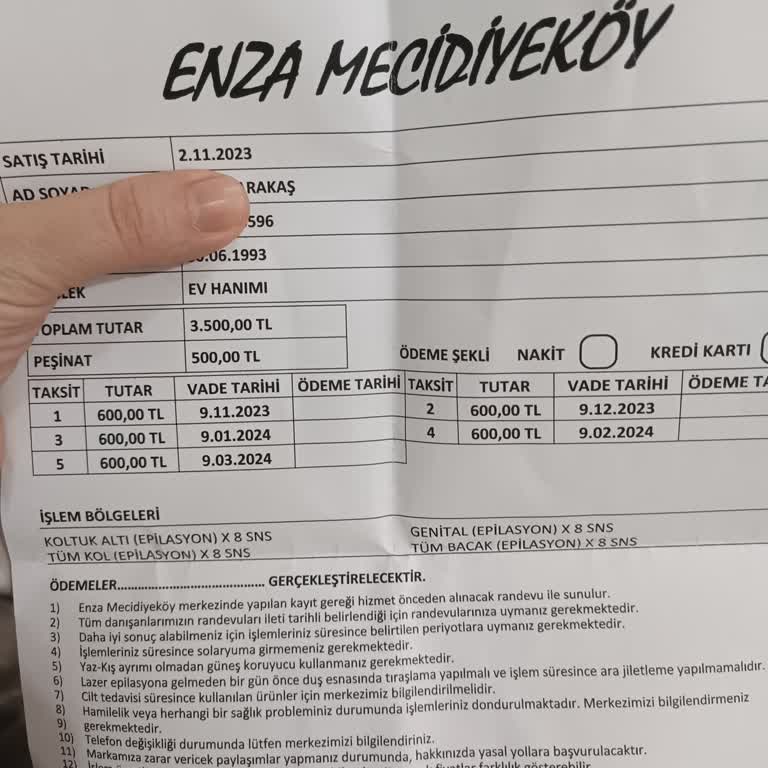 ENZA MECİDİYEKÖY
SATIŞ TARİHİ 2.11.2023
AD SOYAD RAKAŞ
596
.06.1993
LEK EV HANIMI
OPLAM TUTAR 3.500,00 TL
PEŞİNAT 500,00 TL ÖDEME ŞEKLİ NAKİT KREDİ KARTI
TAKSİT TUTAR VADE TARİHİ ÖDEME TARİHİ TAKSİT TUTAR VADE TARİHİ ÖDEME TA
1 600,00 TL 9.11.2023 2 600,00 TL 9.12.2023
3 600,00 TL 9.01.2024 4 600,00 TL 9.02.2024
5 600,00 TL 9.03.2024
İŞLEM BÖLGELERİ
KOLTUK ALTI (EPİLASYON) X 8 SNS GENİTAL (EPİLASYON) X 8 SNS
TÜM KOL (EPİLASYON) X 8 SNS TÜM BACAK (EPİLASYON) X 8 SNS
ÖDEMELER........................................ GERÇEKLEŞTİRELECEKTİR.
1) Enza Mecidiyeköy merkezinde yapılan kayıt gereği hizmet önceden alınacak randevu ile sunulur.
2) Tüm danışanlarımızın randevuları ileti tarihli belirlendiği için randevularınıza uymanız gerekmektedir.
3) Daha iyi sonuç alabilmeniz için işlemleriniz süresince belirtilen periyotlara uymanız gerekmektedir.
4) İşlemleriniz süresince solaryuma girmemeniz gerekmektedir.
5) Yaz-Kış ayrımı olmadan güneş koruyucu kullanmanız gerekmektedir.
6) Lazer epilasyona gelmeden bir gün önce duş esnasında tıraşlama yapılmalı ve işlem süresince ara jiletleme yapılmamalıdır.
7) Cilt tedavisi süresince kullanılan ürünler için merkezimiz bilgilendirilmelidir.
8) Hamilelik veya herhangi bir sağlık probleminiz durumunda işlemleriniz dondurulmaktadır. Merkezimizi bilgilendirmeniz
9) gerekmektedir.
10) Telefon değişikliği durumunda lütfen merkezimizi bilgilendiriniz.
11) Markamıza zarar vericek paylaşımlar yapmanız durumunda, hakkınızda yasal yollara başvurulacaktır.
12) fiyatlar farklılık gösterebilir.